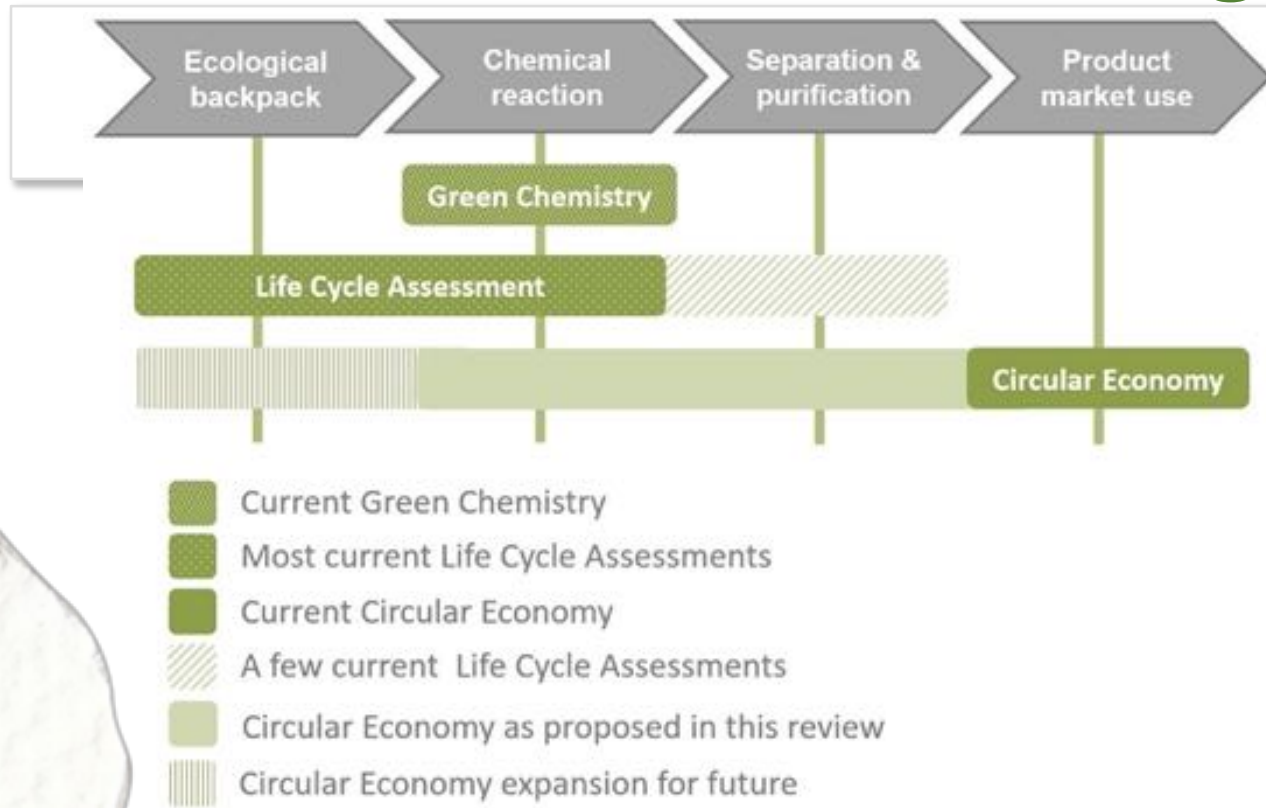 Ecological
backpack
Chemical
reaction
Separation &
purification
Product
market use
Green Chemistry
Life Cycle Assessment
Circular Economy
Current Green Chemistry
Most current Life Cycle Assessments
Current Circular Economy
A few current Life Cycle Assessments
Circular Economy as proposed in this review
Circular Economy expansion for future